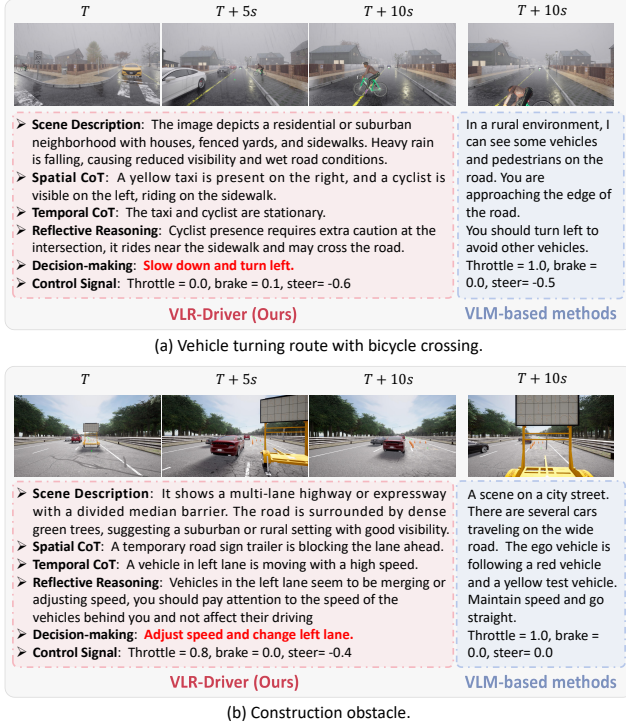 T
T + 5s
T + 10s
T + 10s
➢ Scene Description: The image depicts a residential or suburban
neighborhood with houses, fenced yards, and sidewalks. Heavy rain
is falling, causing reduced visibility and wet road conditions.
➢ Spatial CoT: A yellow taxi is present on the right, and a cyclist is
visible on the left, riding on the sidewalk.
➢ Temporal CoT: The taxi and cyclist are stationary.
➢ Reflective Reasoning: Cyclist presence requires extra caution at the
intersection, it rides near the sidewalk and may cross the road.
➢ Decision-making: Slow down and turn left.
➢ Control Signal: Throttle = 0.0, brake = 0.1, steer= -0.6
In a rural environment, I
can see some vehicles
and pedestrians on the
road. You are
approaching the edge of
the road.
You should turn left to
avoid other vehicles.
Throttle = 1.0, brake =
0.0, steer= -0.5
VLR-Driver (Ours)
VLM-based methods
(a) Vehicle turning route with bicycle crossing.
T
T + 5s
T + 10s
T + 10s
➢ Scene Description: It shows a multi-lane highway or expressway
with a divided median barrier. The road is surrounded by dense
green trees, suggesting a suburban or rural setting with good visibility.
➢ Spatial CoT: A temporary road sign trailer is blocking the lane ahead.
➢ Temporal CoT: A vehicle in left lane is moving with a high speed.
➢ Reflective Reasoning: Vehicles in the left lane seem to be merging or
adjusting speed, you should pay attention to the speed of the
vehicles behind you and not affect their driving
➢ Decision-making: Adjust speed and change left lane.
➢ Control Signal: Throttle = 0.8, brake = 0.0, steer= -0.4
A scene on a city street.
There are several cars
traveling on the wide
road. The ego vehicle is
following a red vehicle
and a yellow test vehicle.
Maintain speed and go
straight.
Throttle = 1.0, brake =
0.0, steer= 0.0
VLR-Driver (Ours)
VLM-based methods
(b) Construction obstacle.